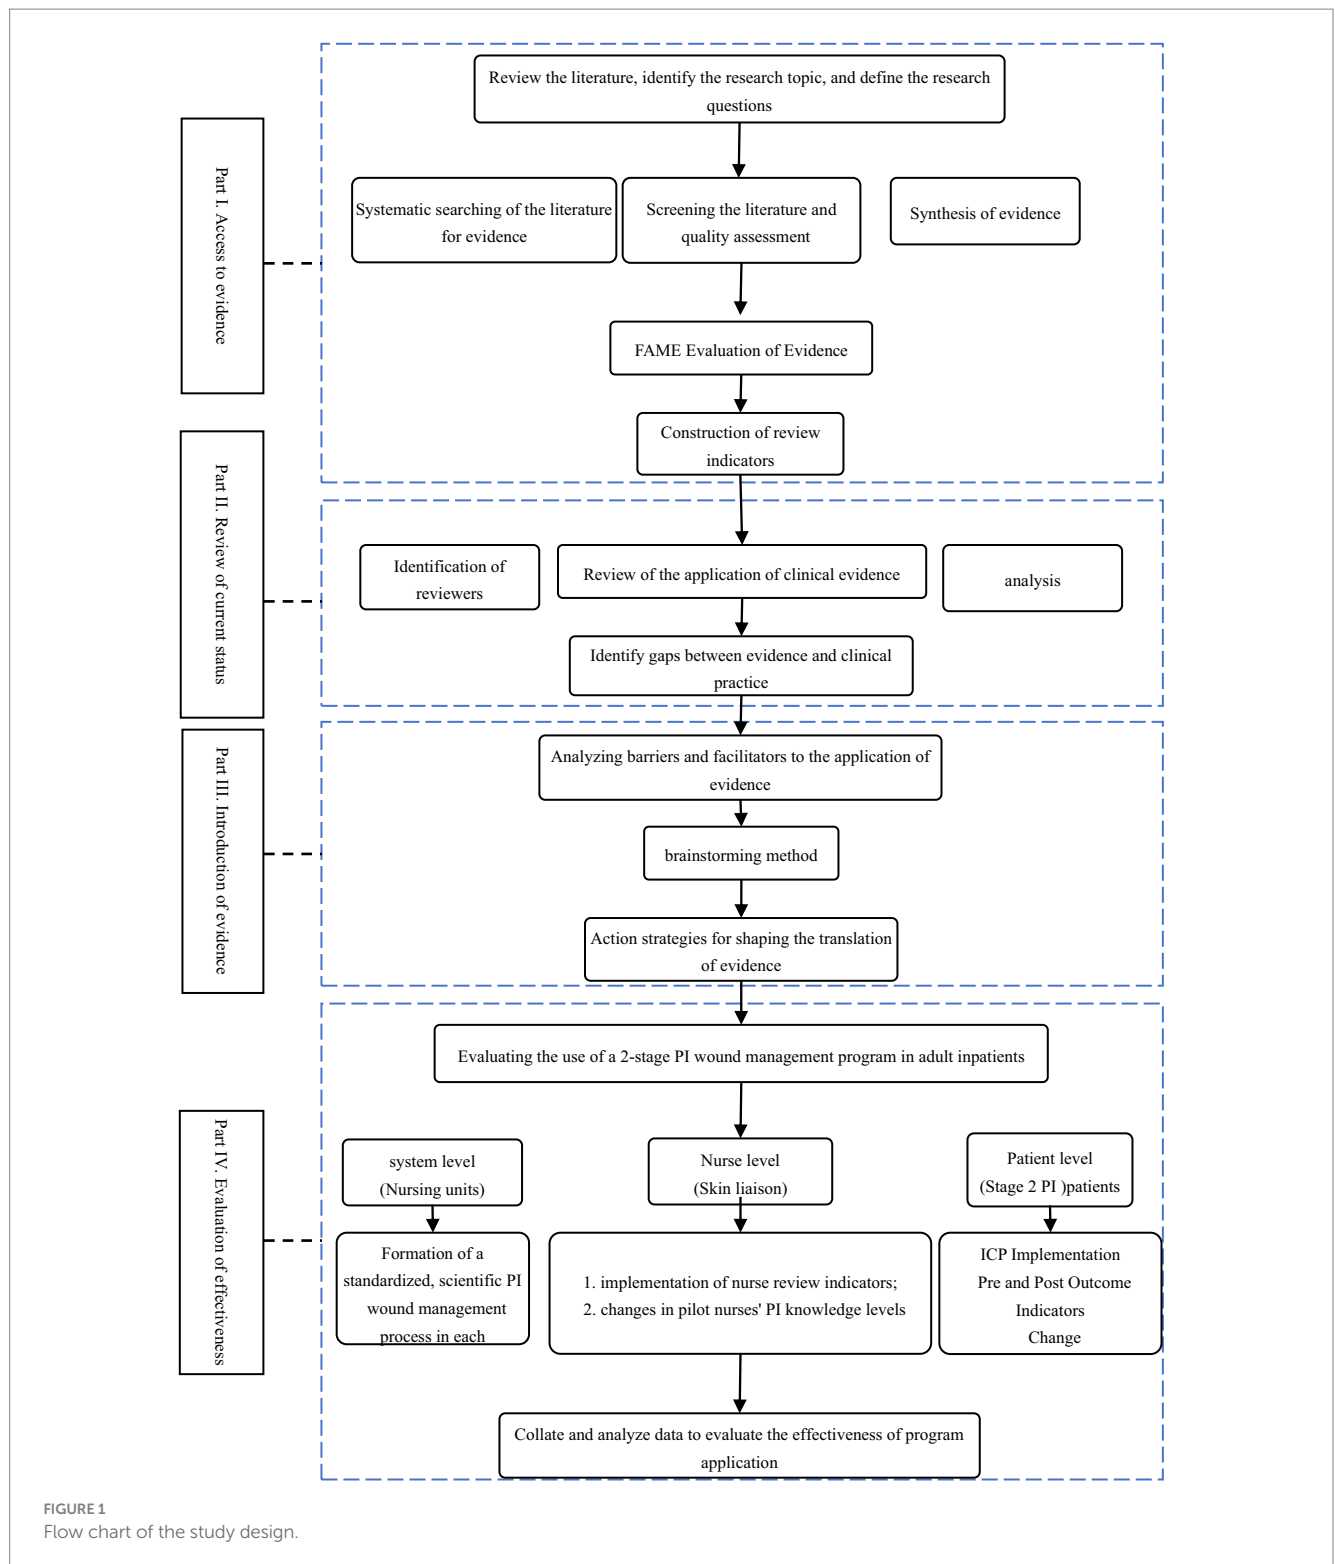 Review the literature, identify the research topic, and define the research
questions
Part I. Access to evidence
Systematic searching of the literature
for evidence
Screening the literature and
quality assessment
Synthesis of evidence
FAME Evaluation of Evidence
Construction of review
indicators
Part II. Review of current status
Identification of
reviewers
Review of the application of clinical evidence
analysis
Identify gaps between evidence and clinical
practice
Part III. Introduction of evidence
Analyzing barriers and facilitators to the application of
evidence
brainstorming method
Action strategies for shaping the translation
of evidence
Part IV. Evaluation of effectiveness
Evaluating the use of a 2-stage PI wound management program in adult inpatients
system level
(Nursing units)
Nurse level
(Skin liaison)
Patient level
(Stage 2 PI )patients
Formation of a
standardized, scientific PI
wound management
process in each
1. implementation of nurse review indicators;
2. changes in pilot nurses' PI knowledge levels
ICP Implementation
Pre and Post Outcome
Indicators
Change
Collate and analyze data to evaluate the effectiveness of program
application
FIGURE 1
Flow chart of the study design.